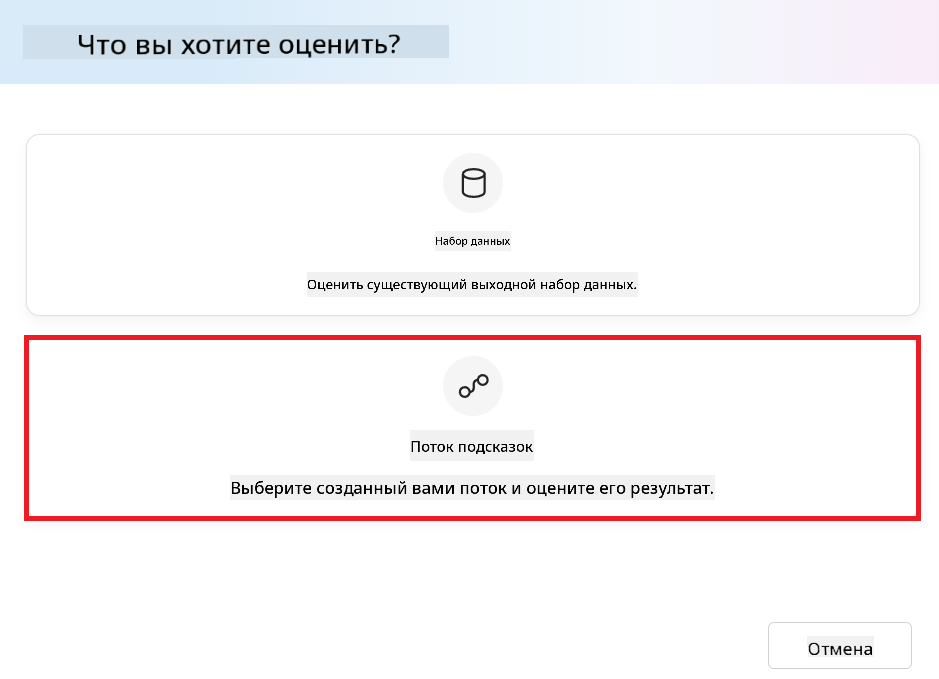 Что вы хотите оценить?
Набор данных
Оценить существующий выходной набор данных.
Поток подсказок
Выберите созданный вами поток и оцените его результат.
Отмена